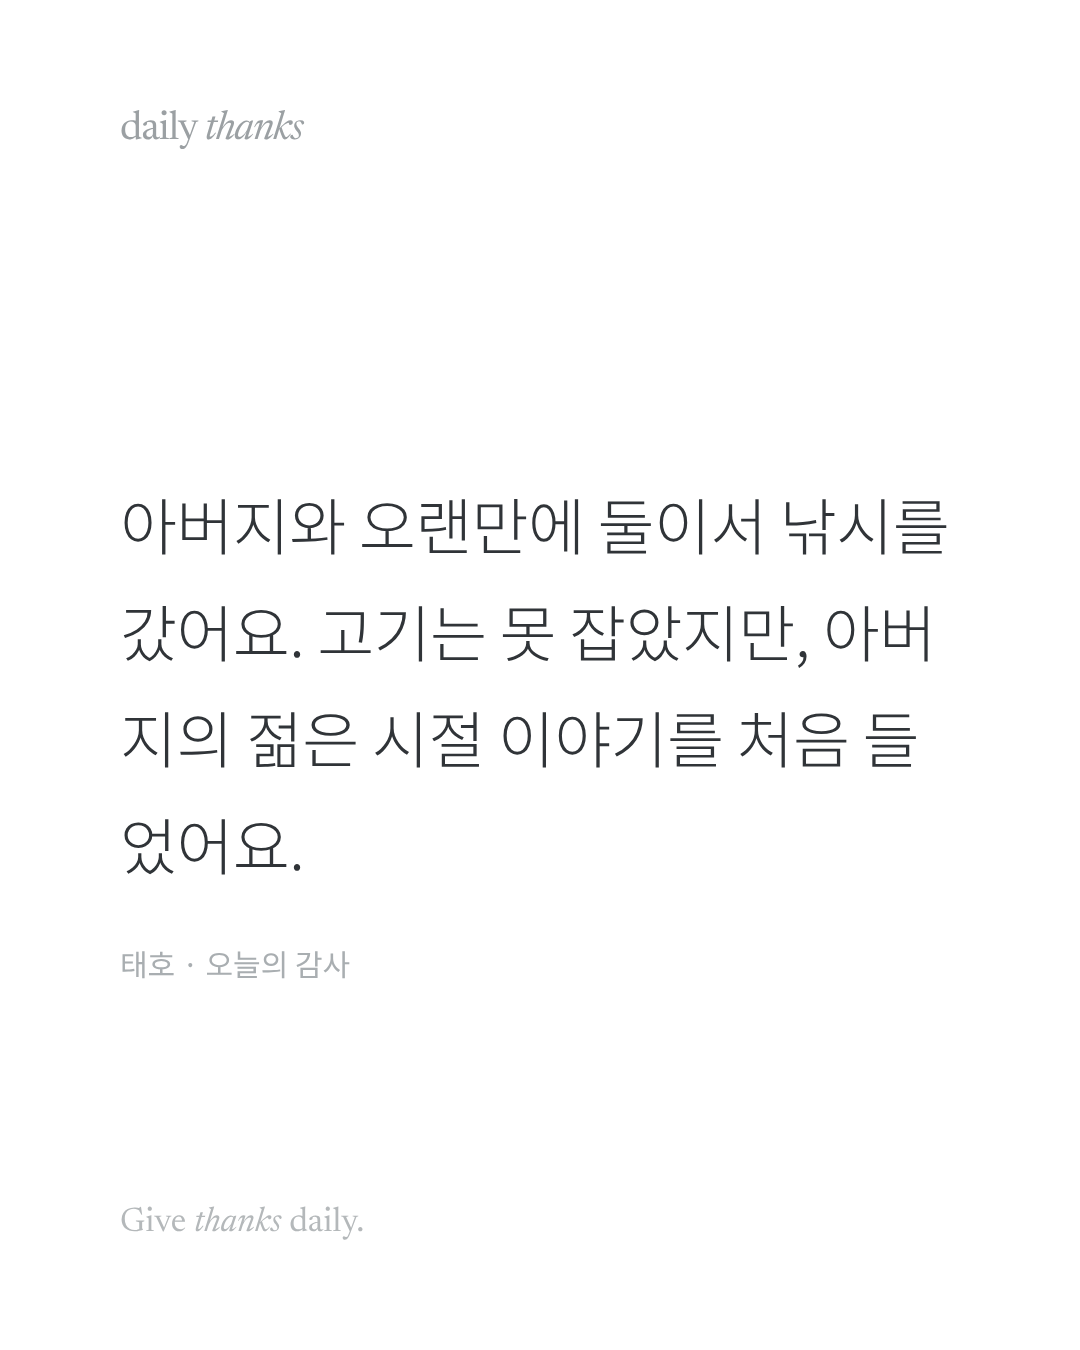 daily thanks
아버지와 오랜만에 둘이서 낚시를
갔어요. 고기는 못 잡았지만, 아버
지의 젊은 시절 이야기를 처음 들
었어요.
태호 · 오늘의 감사
Give thanks daily.